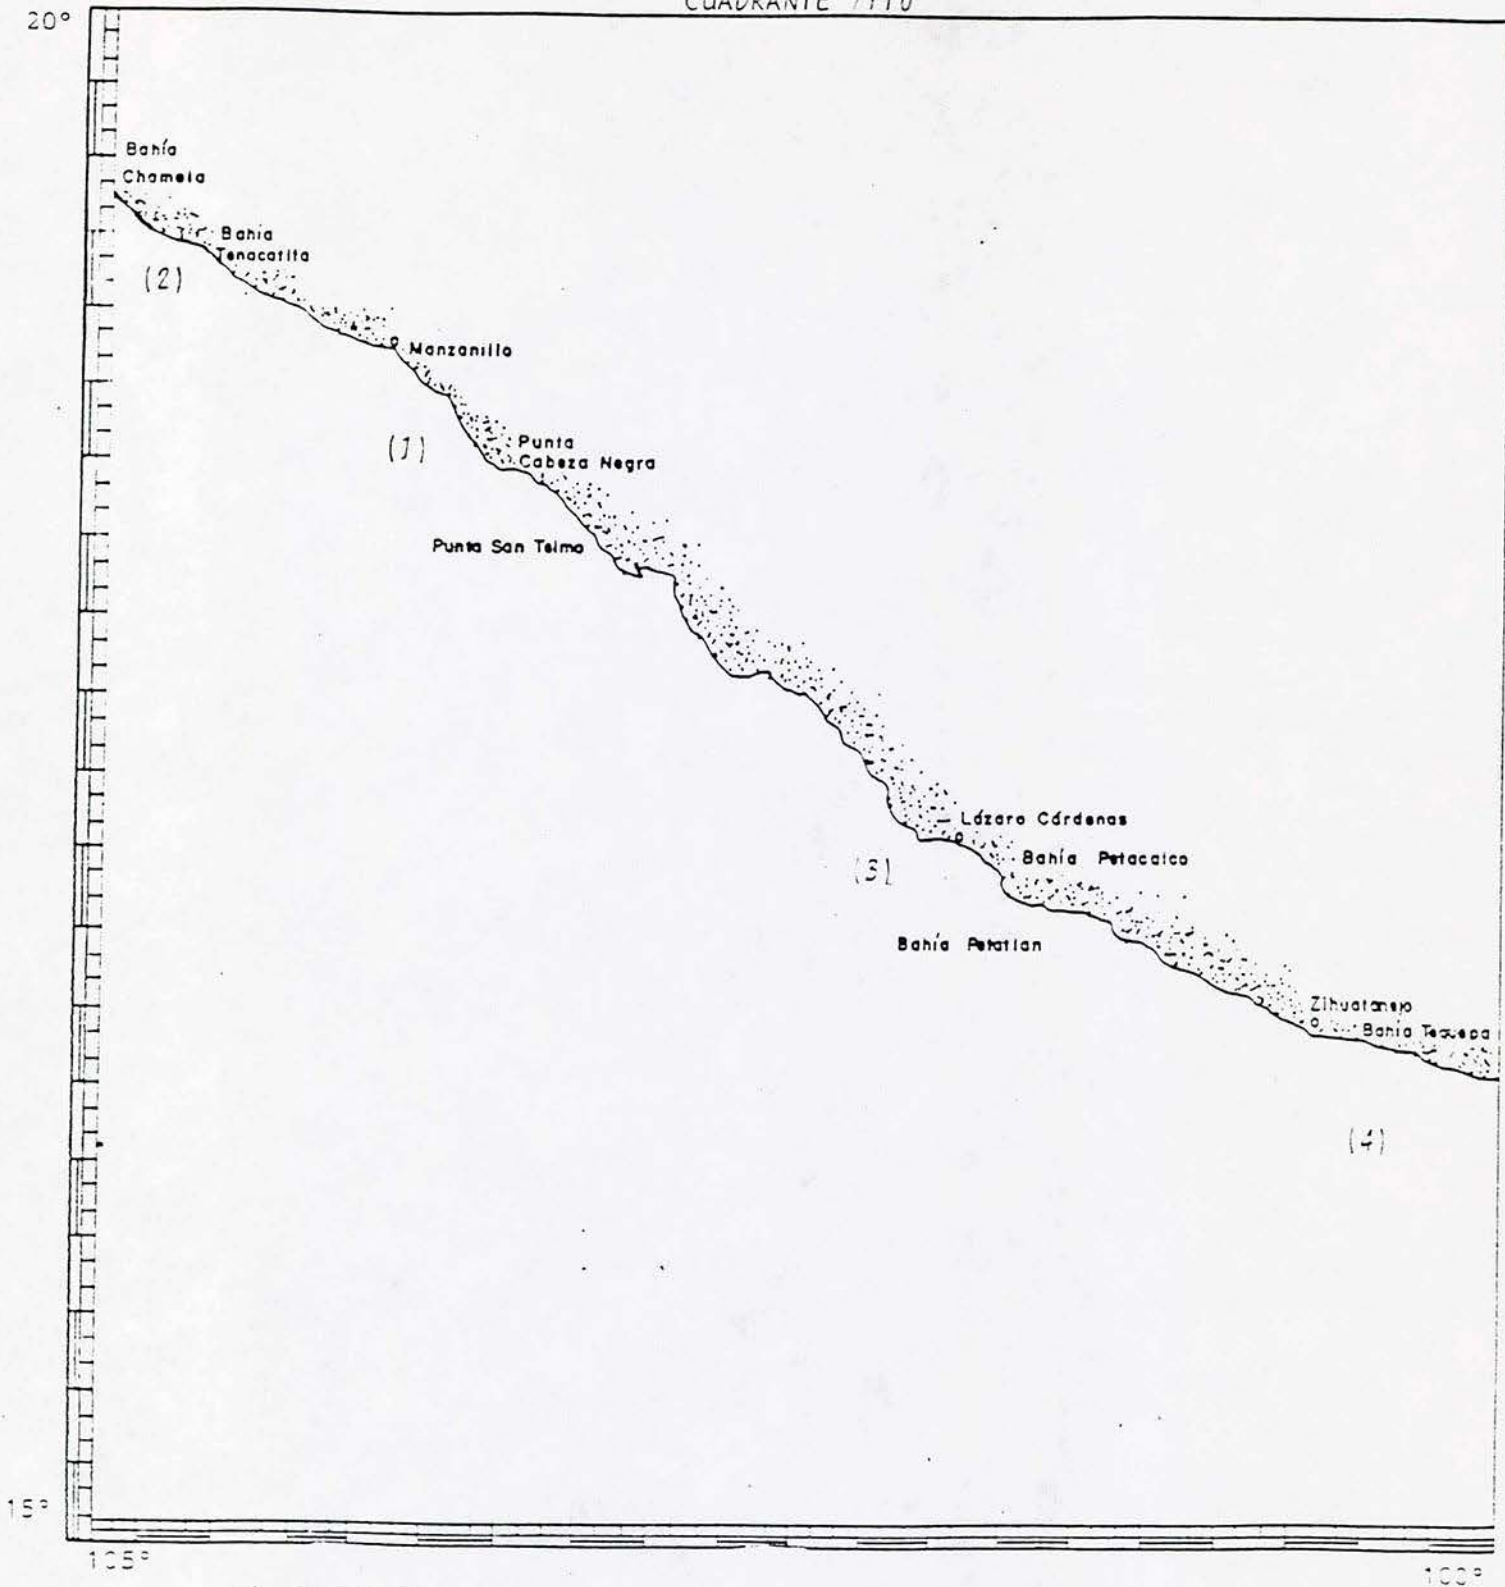 CUADRANTE
20°
Bahía
Chamela
Bahía
Tenacatita
(2)
Manzanillo
(1)
Punta
Cabeza Negra
Punta San Telmo
Lázaro Cárdenas
(3)
Bahía Petacalco
Bahía Petatlan
Zihuatanejo
Bahía Tequepa
(4)
15°
105°
100°